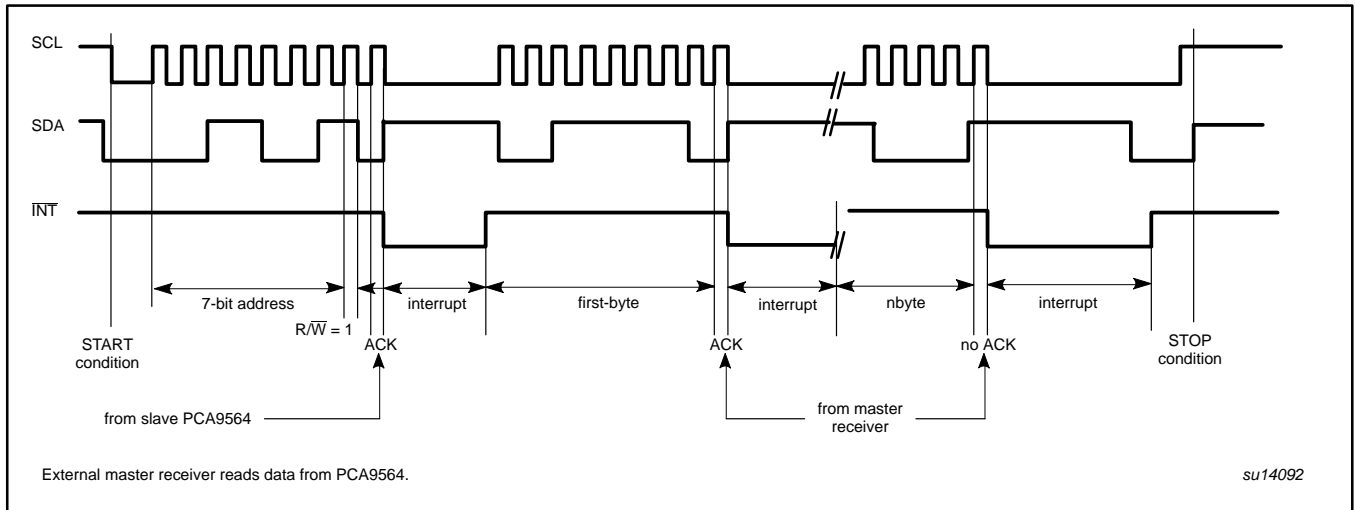 SCL
SDA
INT
7-bit address
interrupt
first-byte
interrupt
nbyte
interrupt
R/W = 1
START
condition
ACK
ACK
no ACK
STOP
condition
from slave PCA9564
from master
receiver
External master receiver reads data from PCA9564.
su14092